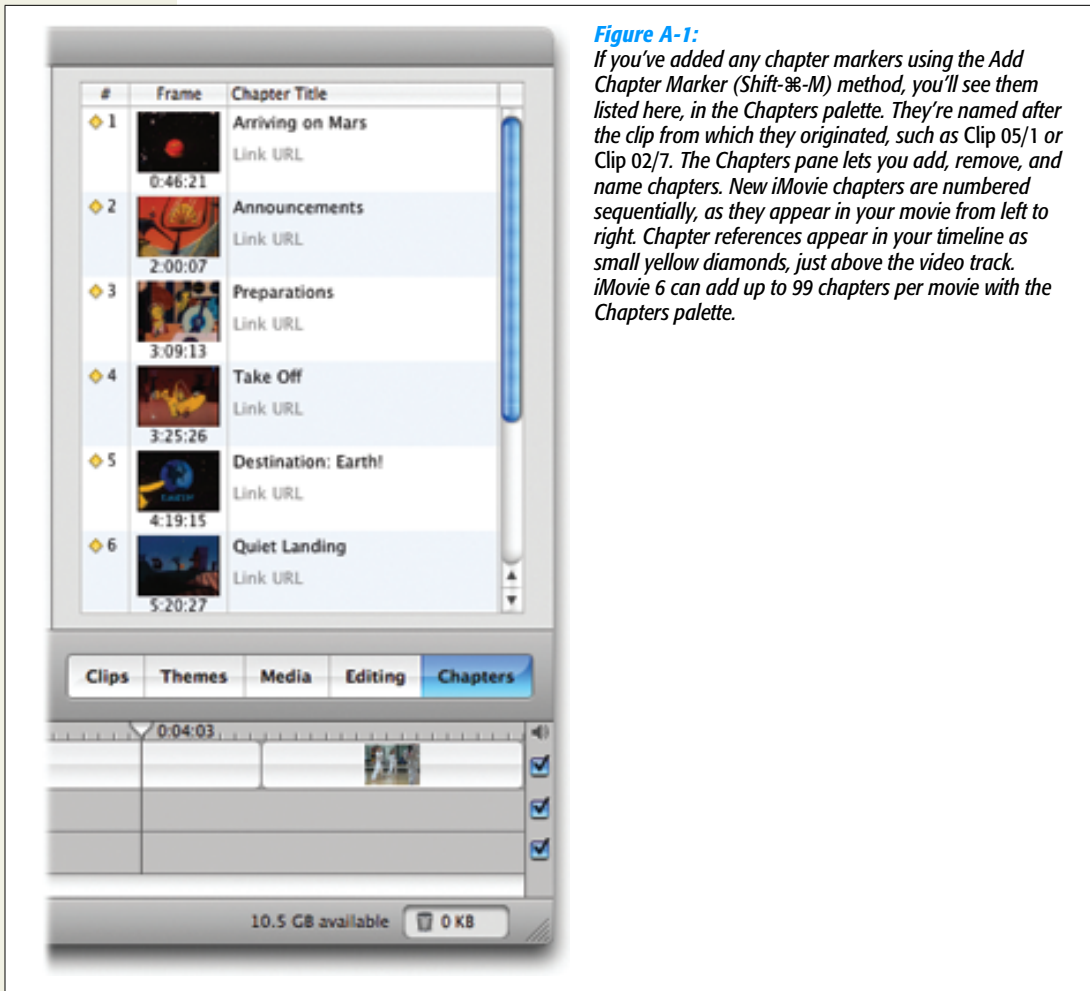 Figure A-1:
If you've added any chapter markers using the Add
Chapter Marker (Shift-⌘-M) method, you'll see them
listed here, in the Chapters palette. They're named after
the clip from which they originated, such as Clip 05/1 or
Clip 02/7. The Chapters pane lets you add, remove, and
name chapters. New iMovie chapters are numbered
sequentially, as they appear in your movie from left to
right. Chapter references appear in your timeline as
small yellow diamonds, just above the video track.
iMovie 6 can add up to 99 chapters per movie with the
Chapters palette.
# Frame Chapter Title
1 Arriving on Mars
Link URL
0:46:21
2 Announcements
Link URL
2:00:07
3 Preparations
Link URL
3:09:13
4 Take Off
Link URL
3:25:26
5 Destination: Earth!
Link URL
4:19:15
6 Quiet Landing
Link URL
5:20:27
Clips Themes Media Editing Chapters
0:04:03
10.5 GB available 0 KB